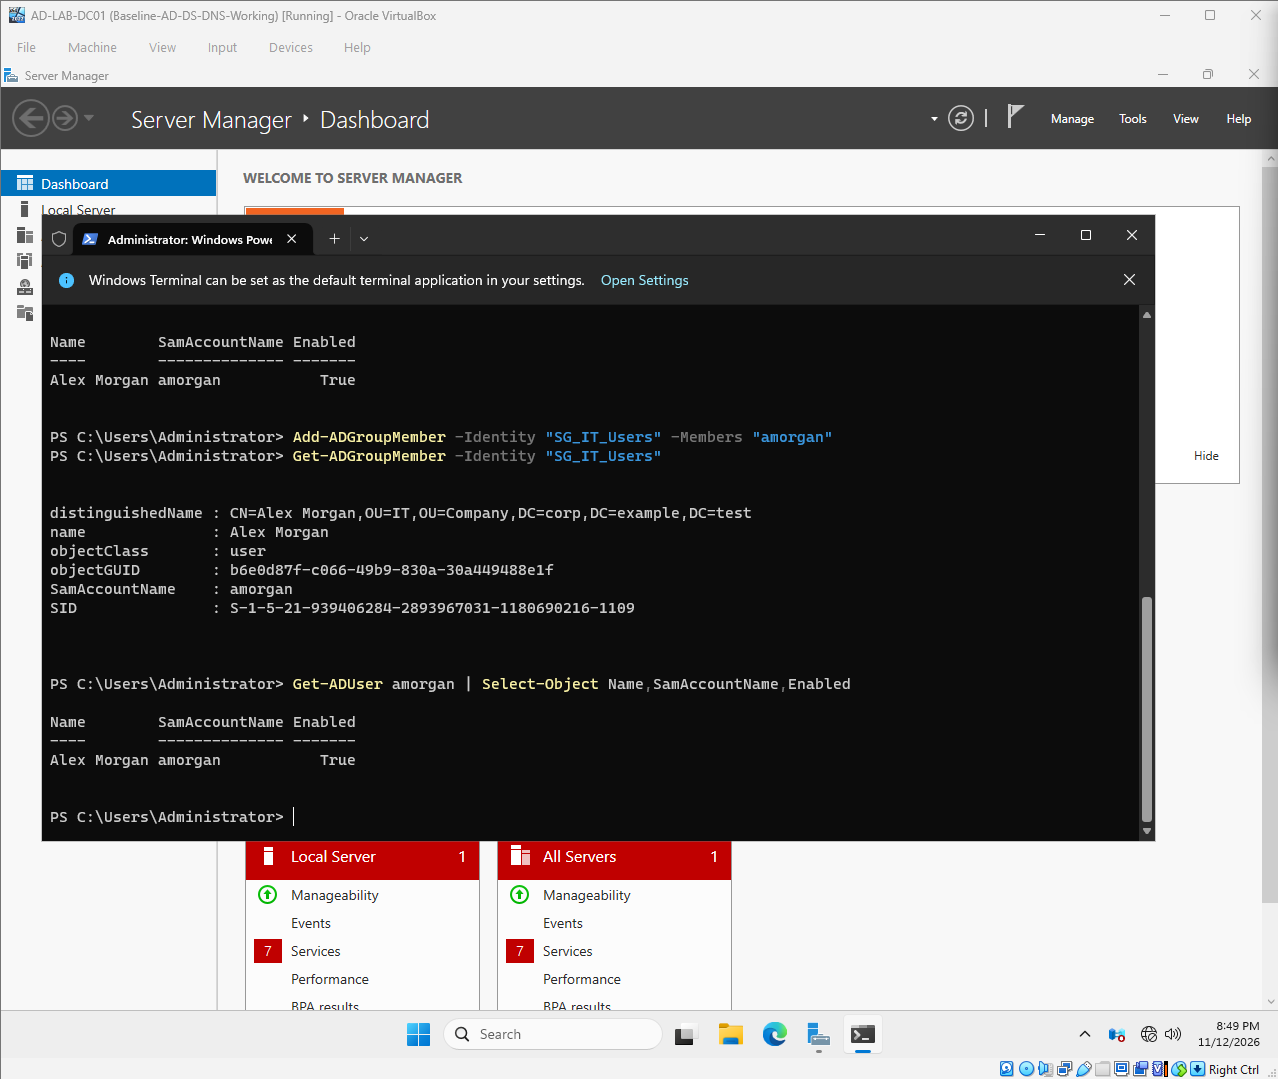 AD-LAB-DC01 (Baseline-AD-DS-DNS-Working) [Running] - Oracle VirtualBox
File Machine View Input Devices Help
Server Manager
Server Manager Dashboard
Manage Tools View Help
Dashboard
Local Server
WELCOME TO SERVER MANAGER
Hide
Administrator: Windows Powe
Windows Terminal can be set as the default terminal application in your settings. Open Settings
Name        SamAccountName Enabled
----        -------------- -------
Alex Morgan amorgan           True
PS C:\Users\Administrator> Add-ADGroupMember -Identity "SG_IT_Users" -Members "amorgan"
PS C:\Users\Administrator> Get-ADGroupMember -Identity "SG_IT_Users"
distinguishedName : CN=Alex Morgan,OU=IT,OU=Company,DC=corp,DC=example,DC=test
name              : Alex Morgan
objectClass       : user
objectGUID        : b6e0d87f-c066-49b9-830a-30a449488e1f
SamAccountName    : amorgan
SID               : S-1-5-21-939406284-2893967031-1180690216-1109
PS C:\Users\Administrator> Get-ADUser amorgan | Select-Object Name,SamAccountName,Enabled
Name        SamAccountName Enabled
----        -------------- -------
Alex Morgan amorgan           True
PS C:\Users\Administrator>
Local Server 1
Manageability
Events
7 Services
Performance
BPA results
All Servers 1
Manageability
Events
7 Services
Performance
BPA results
Search
8:49 PM
11/12/2026
Right Ctrl